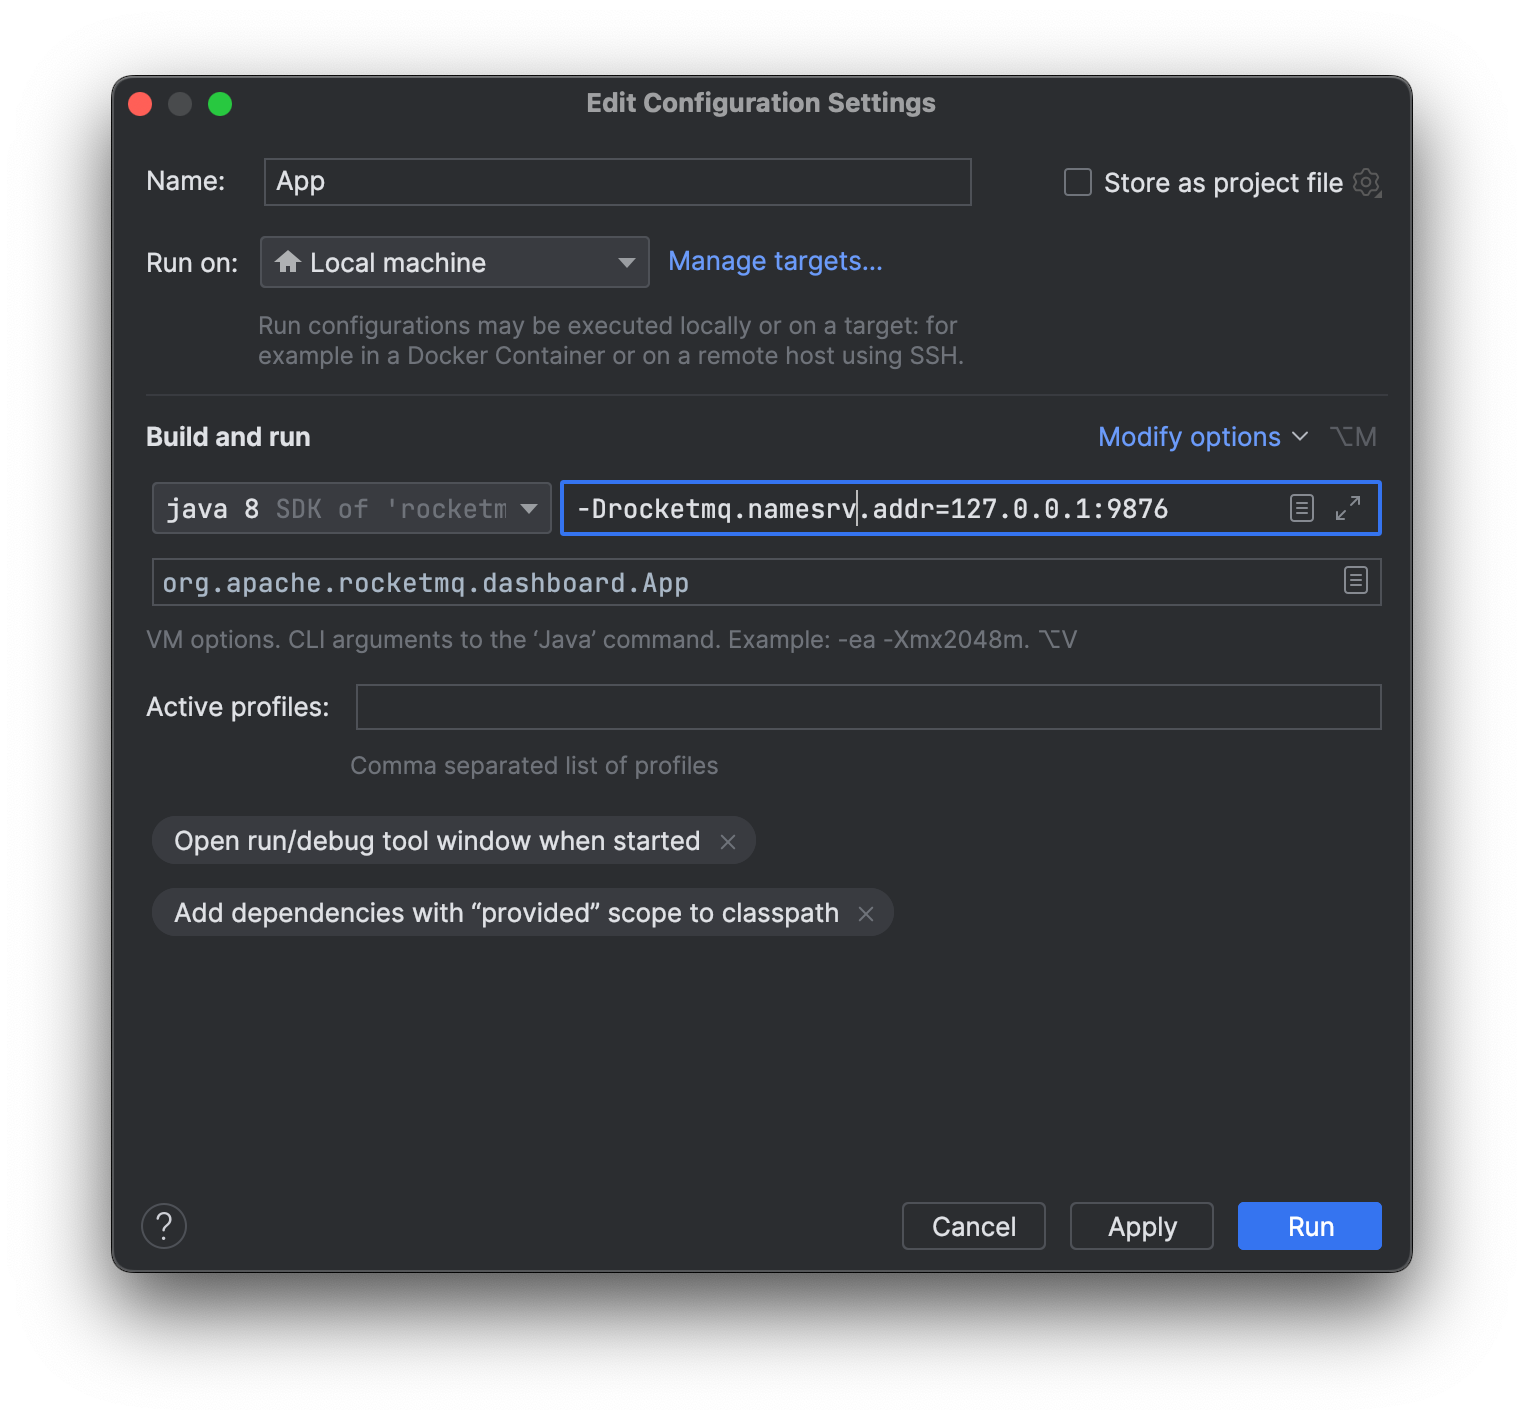 Edit Configuration Settings
Name: App Store as project file
Run on: Local machine Manage targets...
Run configurations may be executed locally or on a target: for
example in a Docker Container or on a remote host using SSH.
Build and run Modify options ⌥M
java 8 SDK of 'rocketm -Drocketmq.namesrv.addr=127.0.0.1:9876
org.apache.rocketmq.dashboard.App
VM options. CLI arguments to the ‘Java’ command. Example: -ea -Xmx2048m. ⌥V
Active profiles:
Comma separated list of profiles
Open run/debug tool window when started ×
Add dependencies with “provided” scope to classpath ×
? Cancel Apply Run